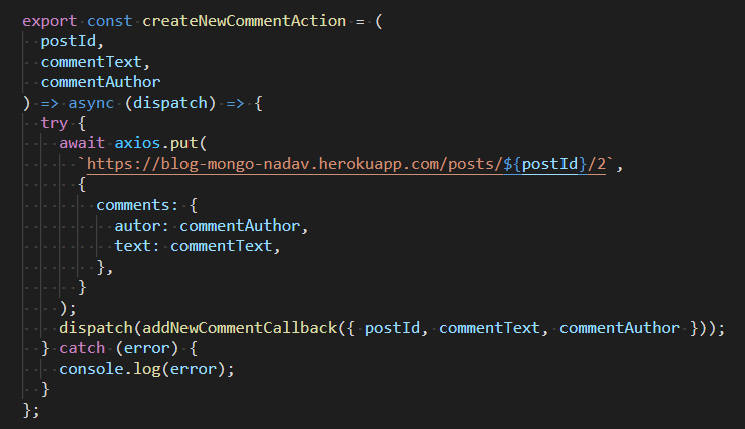 export const createNewCommentAction = (
  postId,
  commentText,
  commentAuthor
) => async (dispatch) => {
  try {
    await axios.put(
      `https://blog-mongo-nadav.herokuapp.com/posts/${postId}/2`,
      {
        comments: {
          autor: commentAuthor,
          text: commentText,
        },
      }
    );
    dispatch(addNewCommentCallback({ postId, commentText, commentAuthor }));
  } catch (error) {
    console.log(error);
  }
};